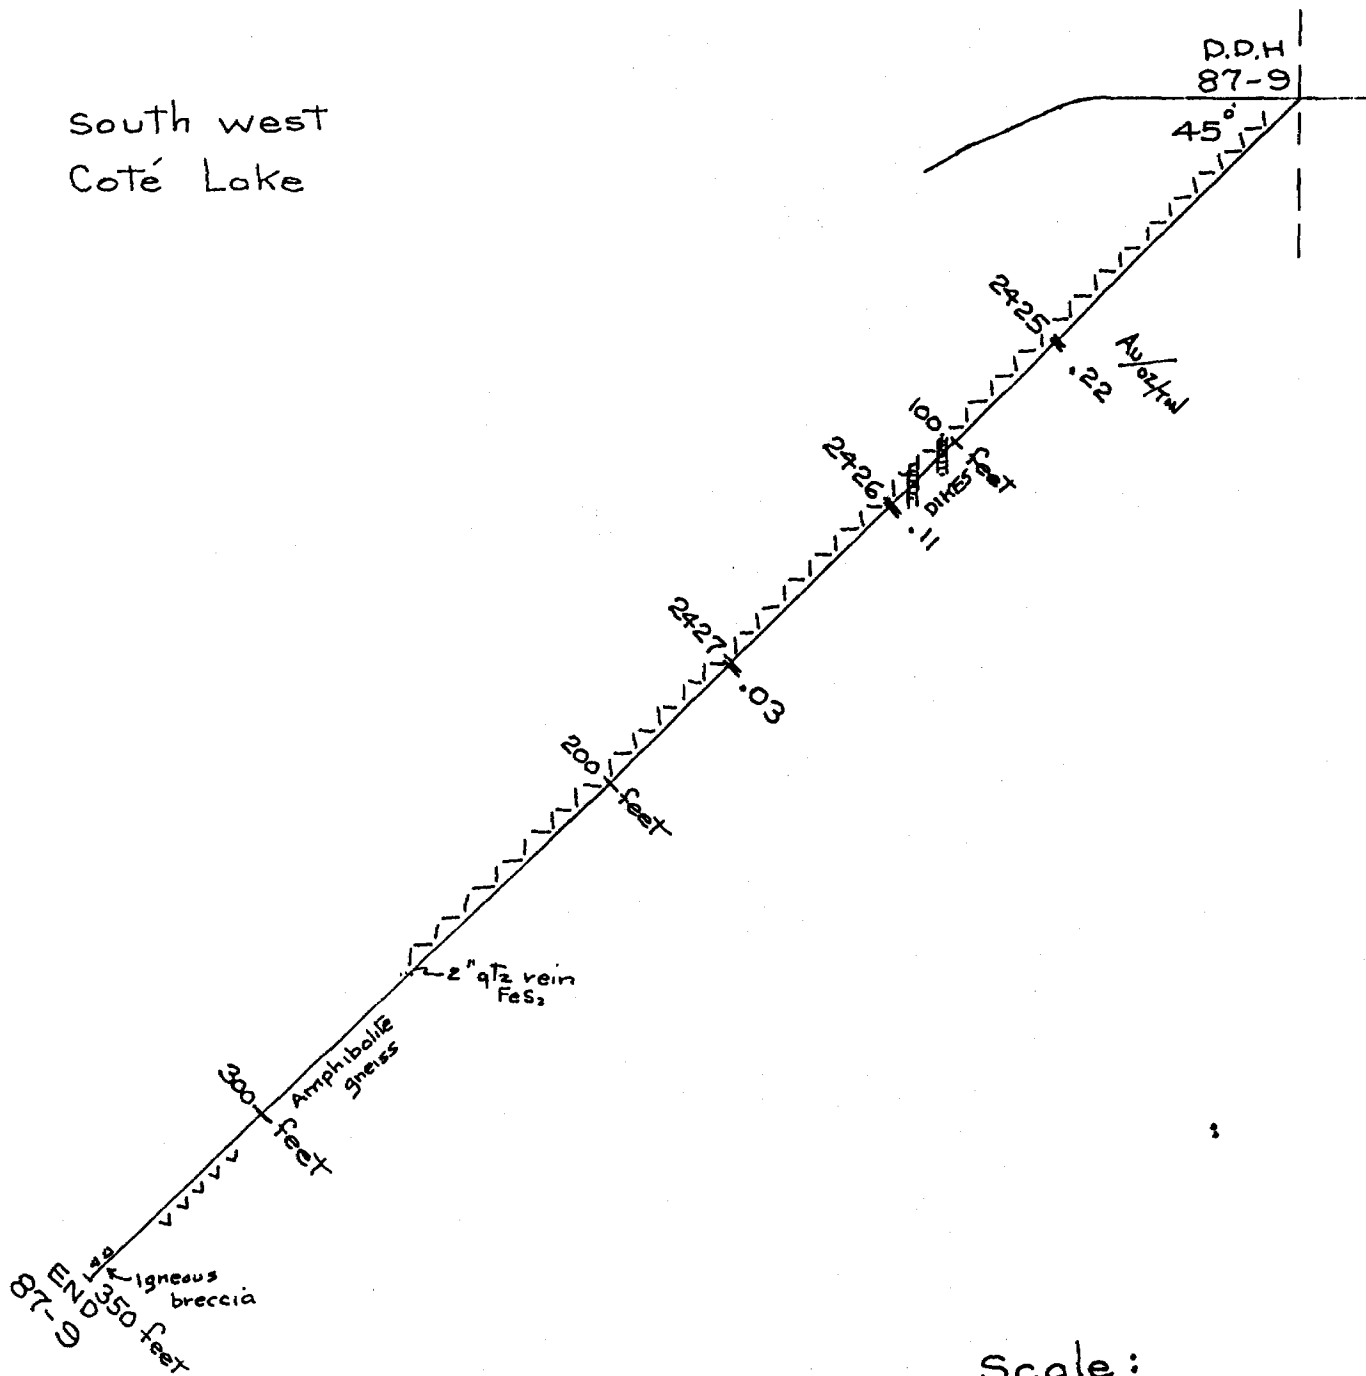 D.D.H
87-9
45°
South west
Coté Lake
2425
.22
Au
oz/TN
100
feet
DIKES
2426
.11
2427
.03
200
feet
2" qTz vein
FeS₂
Amphibolite
gneiss
300
feet
Igneous
breccia
END
87-9
350 feet
Scale: